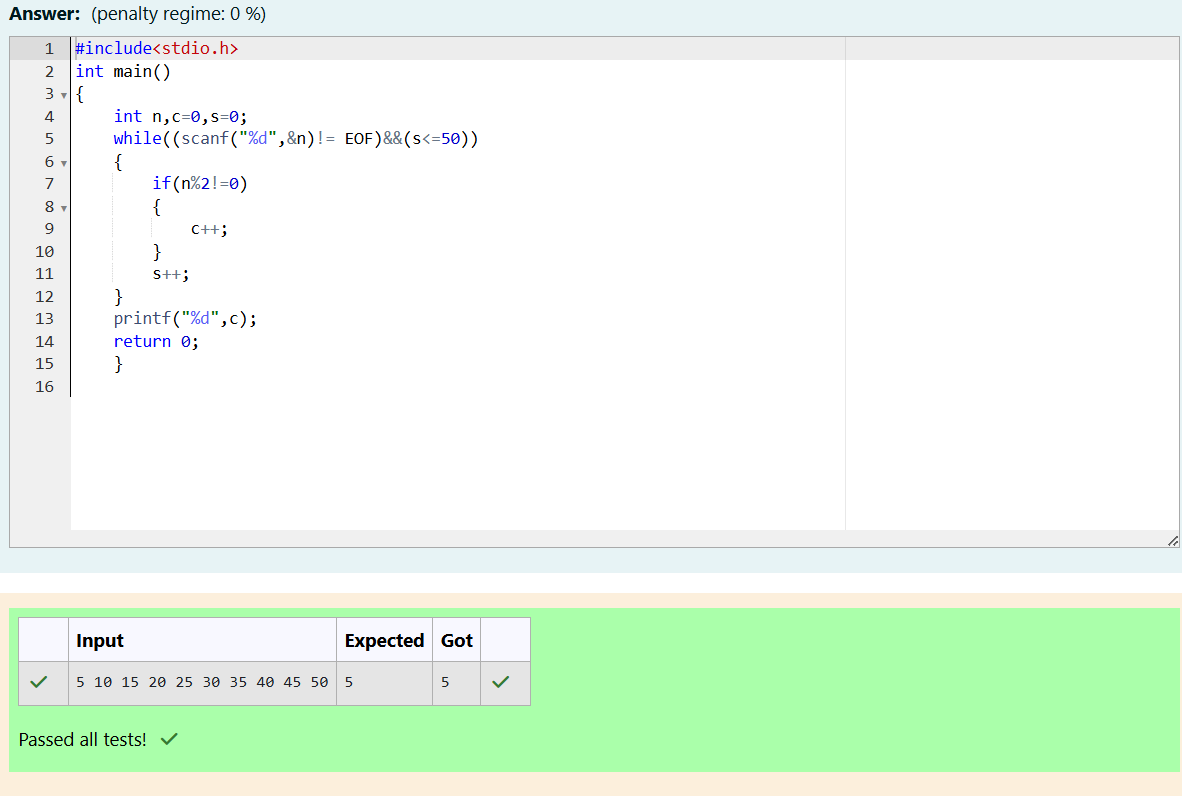 Answer: (penalty regime: 0 %)
1 #include<stdio.h>
2 int main()
3 {
4     int n,c=0,s=0;
5     while((scanf("%d",&n)!= EOF)&&(s<=50))
6     {
7         if(n%2!=0)
8         {
9             c++;
10         }
11         s++;
12     }
13     printf("%d",c);
14     return 0;
15     }
16
Input Expected Got
5 10 15 20 25 30 35 40 45 50 5 5
Passed all tests!